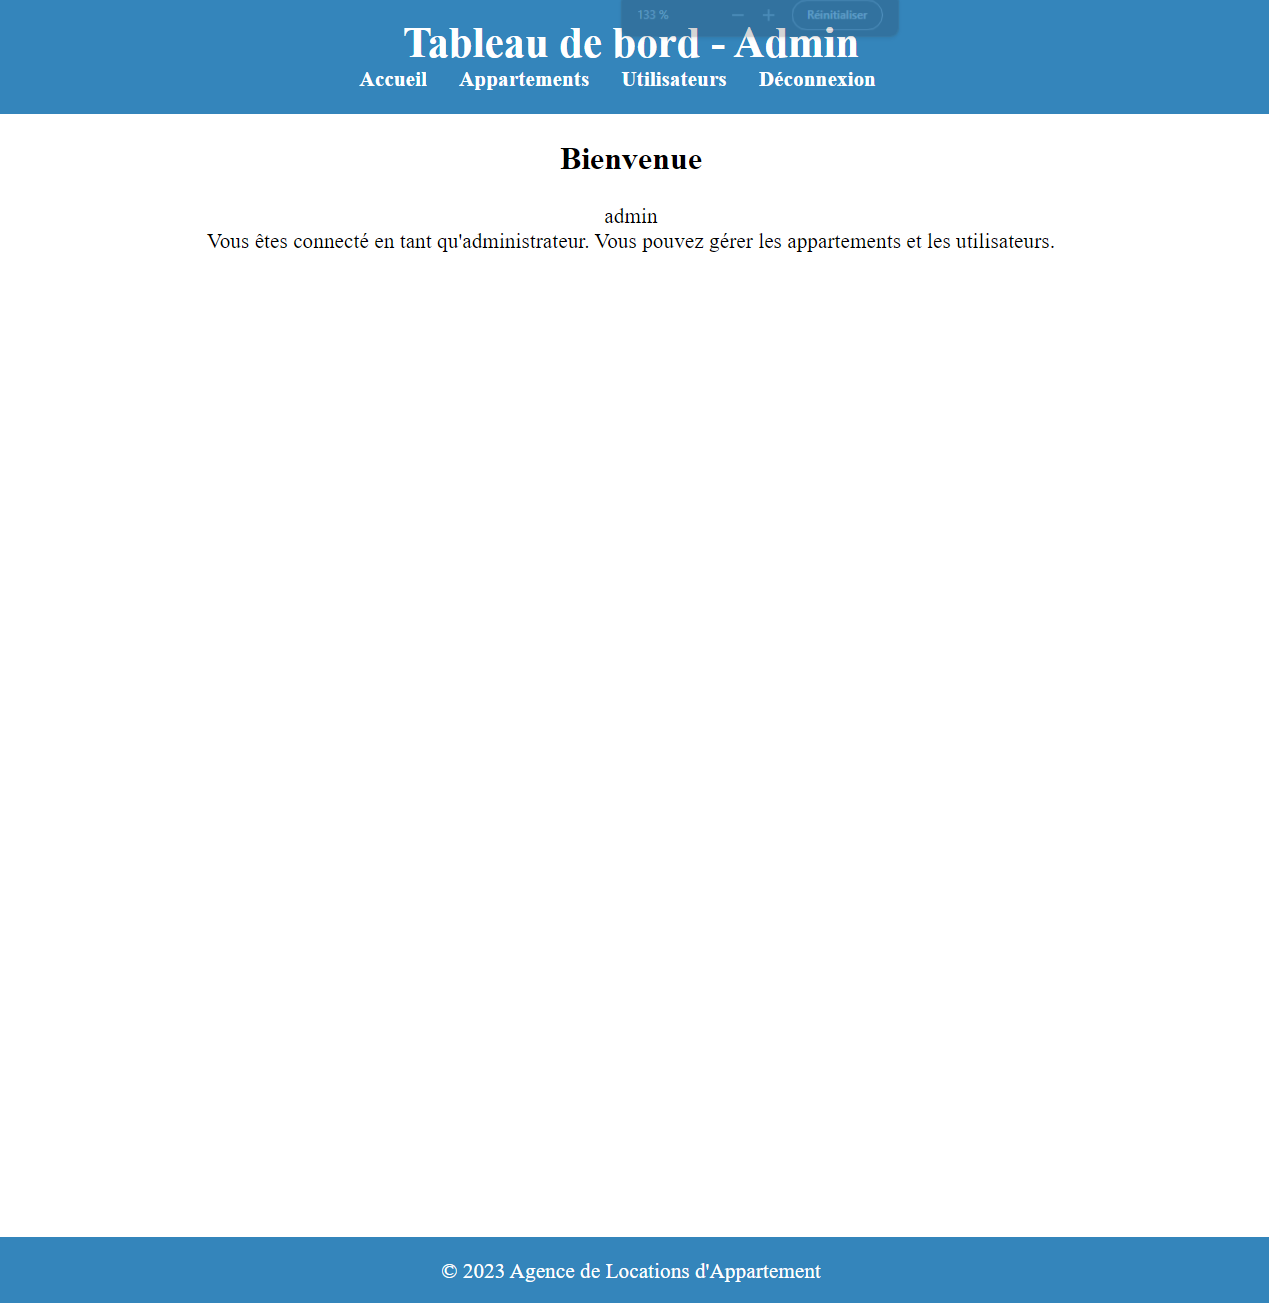 133 %
Réinitialiser
Tableau de bord - Admin
Accueil Appartements Utilisateurs Déconnexion
Bienvenue
admin
Vous êtes connecté en tant qu'administrateur. Vous pouvez gérer les appartements et les utilisateurs.
© 2023 Agence de Locations d'Appartement